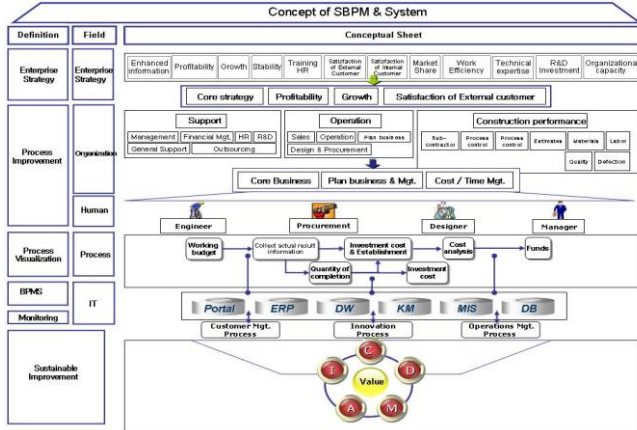 Concept of SBPM & System
Definition Field Conceptual Sheet
Enterprise Strategy
Enterprise Strategy
Enhanced information
Profitability
Growth
Stability
Training HR
Satisfaction of External Customer
Satisfaction of Internal Customer
Market Share
Work Efficiency
Technical expertise
R&D Investment
Organizational capacity
Core strategy Profitability Growth Satisfaction of External customer
Process Improvement
Organization
Support
Management Financial Mgt. HR R&D
General Support Outsourcing
Operation
Sales Operation Plan business
Design & Procurement
Construction performance
Sub-contractor
Process control
Process control
Estimates
Materials
Labor
Quality
Defection
Core Business Plan business & Mgt. Cost / Time Mgt.
Human
Engineer Procurement Designer Manager
Process Visualization
Process
Working budget
Collect actual result information
Investment cost & Establishment
Cost analysis
Funds
Quantity of completion
Investment cost
BPMS
IT
Monitoring
Portal ERP DW KM MIS DB
Customer Mgt. Process
Innovation Process
Operations Mgt. Process
Sustainable Improvement
C
I
D
Value
A
M